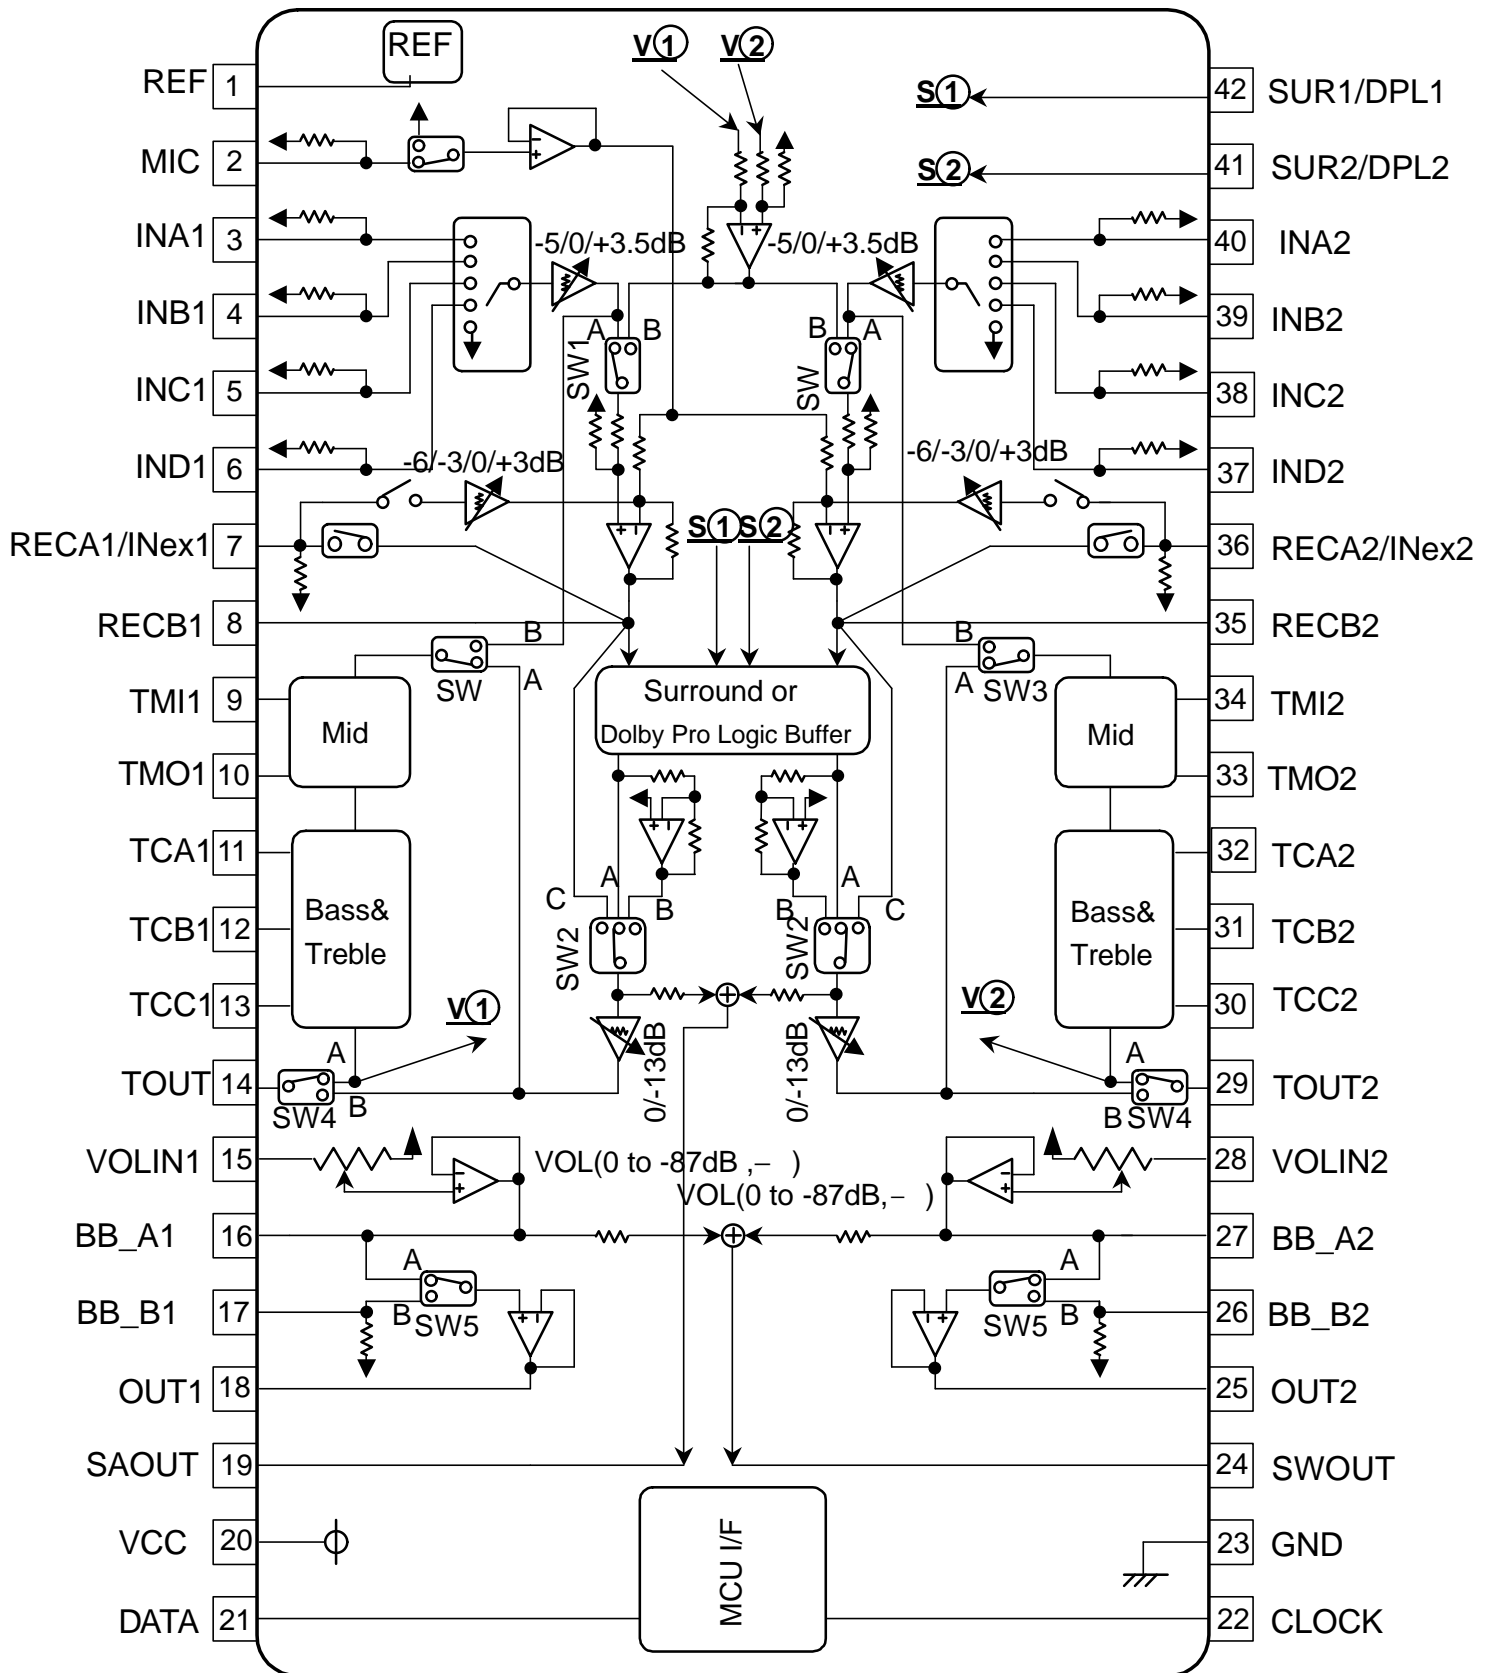 REF
V①
V②
REF 1
42 SUR1/DPL1
S①
MIC 2
41 SUR2/DPL2
S②
INA1 3
-5/0/+3.5dB
-5/0/+3.5dB
40 INA2
INB1 4
39 INB2
A B
B A
SW1
SW
INC1 5
38 INC2
IND1 6
-6/-3/0/+3dB
-6/-3/0/+3dB
37 IND2
S① S②
RECA1/INex1 7
36 RECA2/INex2
RECB1 8
35 RECB2
B
A
SW
B
A
SW3
TMI1 9
34 TMI2
Mid
Surround or
Dolby Pro Logic Buffer
Mid
TMO1 10
33 TMO2
TCA1 11
32 TCA2
C A B
B A C
Bass&
Treble
Bass&
Treble
TCB1 12
31 TCB2
SW2
SW2
TCC1 13
30 TCC2
V①
V②
0/-13dB
0/-13dB
A
B
SW4
A
B SW4
TOUT 14
29 TOUT2
VOLIN1 15
28 VOLIN2
VOL(0 to -87dB ,– )
VOL(0 to -87dB,– )
BB_A1 16
27 BB_A2
A
B SW5
A
SW5 B
BB_B1 17
26 BB_B2
OUT1 18
25 OUT2
SAOUT 19
24 SWOUT
VCC 20
23 GND
MCU I/F
DATA 21
22 CLOCK